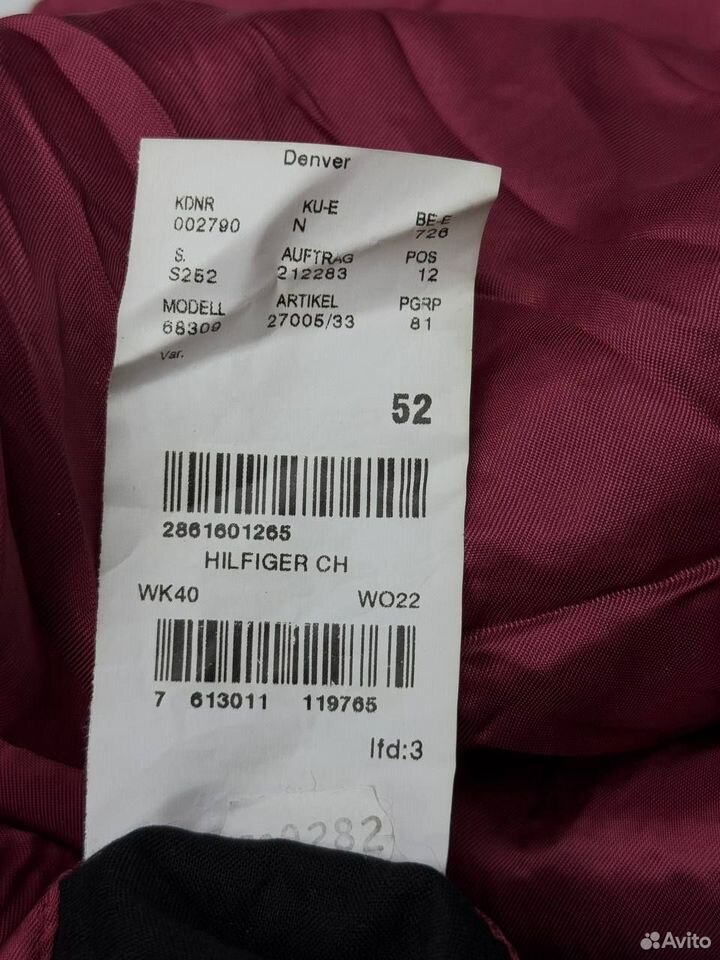 Denver
KDNR KU-E BE-E
002790 N 726
S. AUFTRAG POS
S252 212283 12
MODELL ARTIKEL PGRP
68309 27005/33 81
Var.
52
2861601265
HILFIGER CH
WK40 WO22
7 613011 119765
lfd:3
9282
Avito